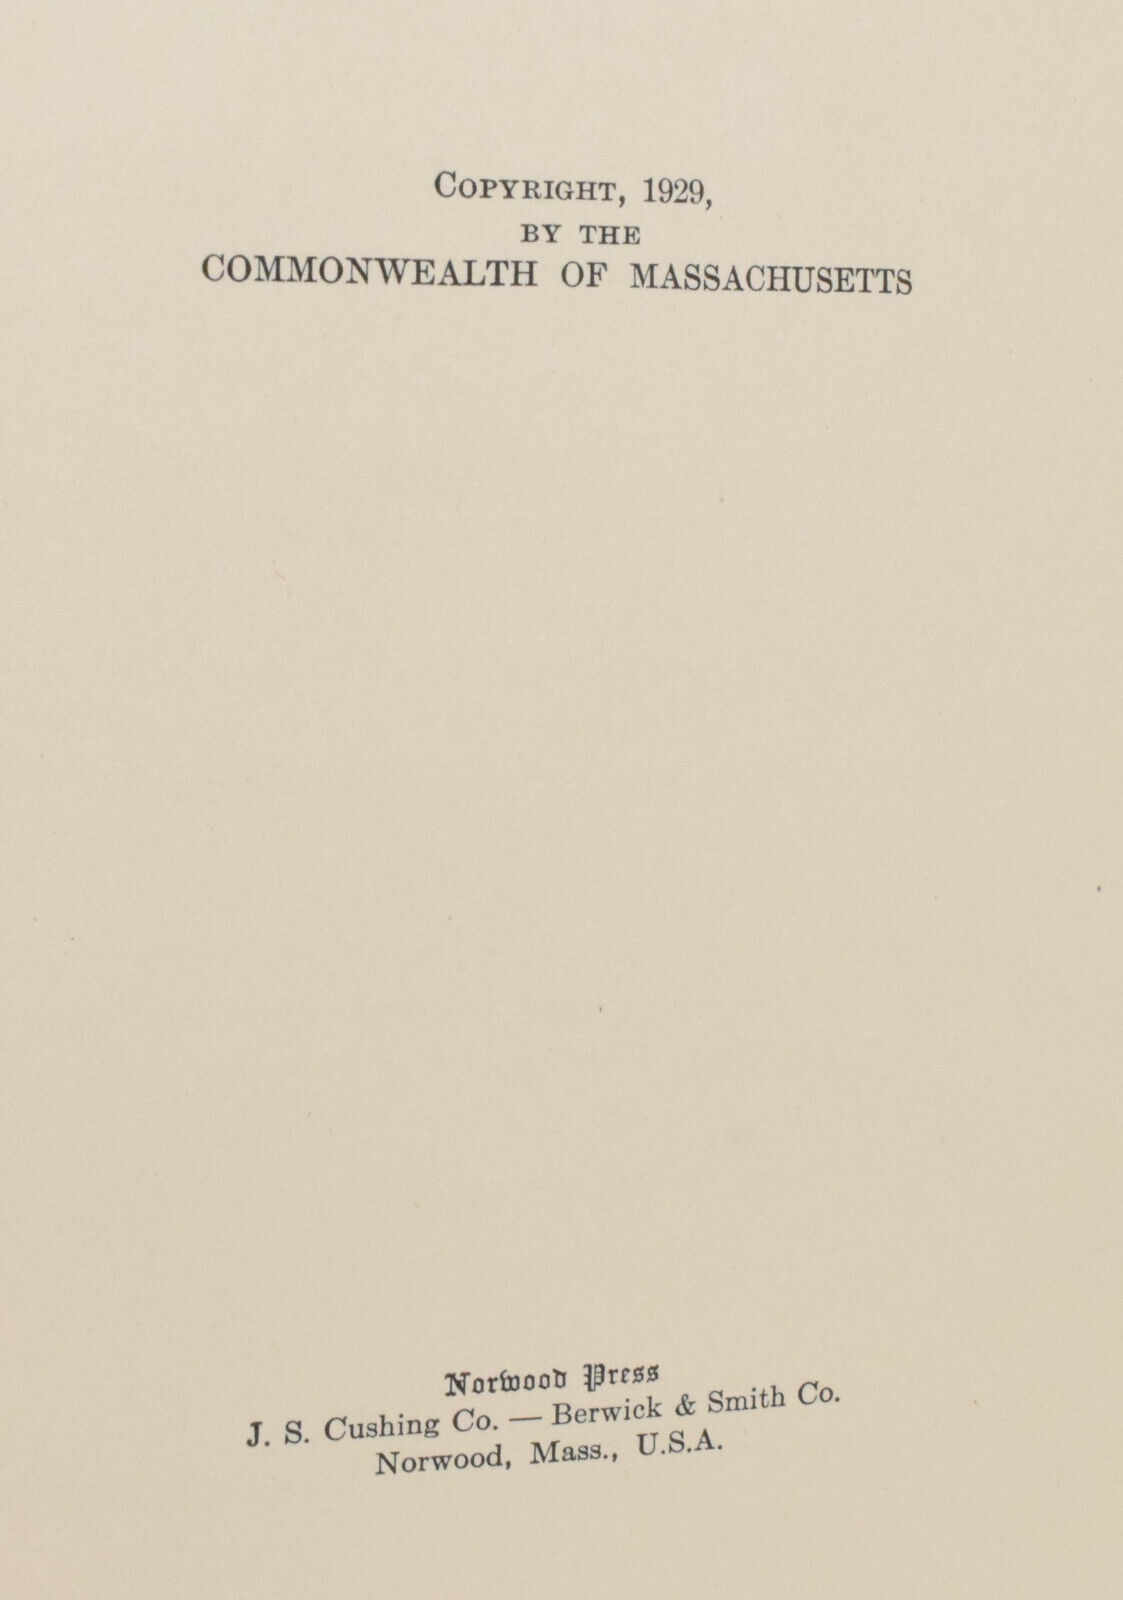 COPYRIGHT, 1929,
BY THE
COMMONWEALTH OF MASSACHUSETTS
Norwood Press
J. S. Cushing Co. — Berwick & Smith Co.
Norwood, Mass., U.S.A.